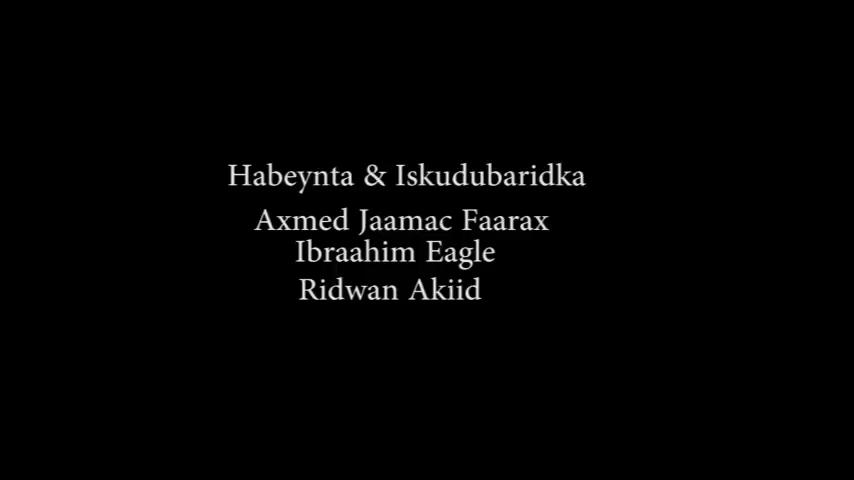 Habeynta & Iskudubaridka
Axmed Jaamac Faarax
Ibraahim Eagle
Ridwan Akiid